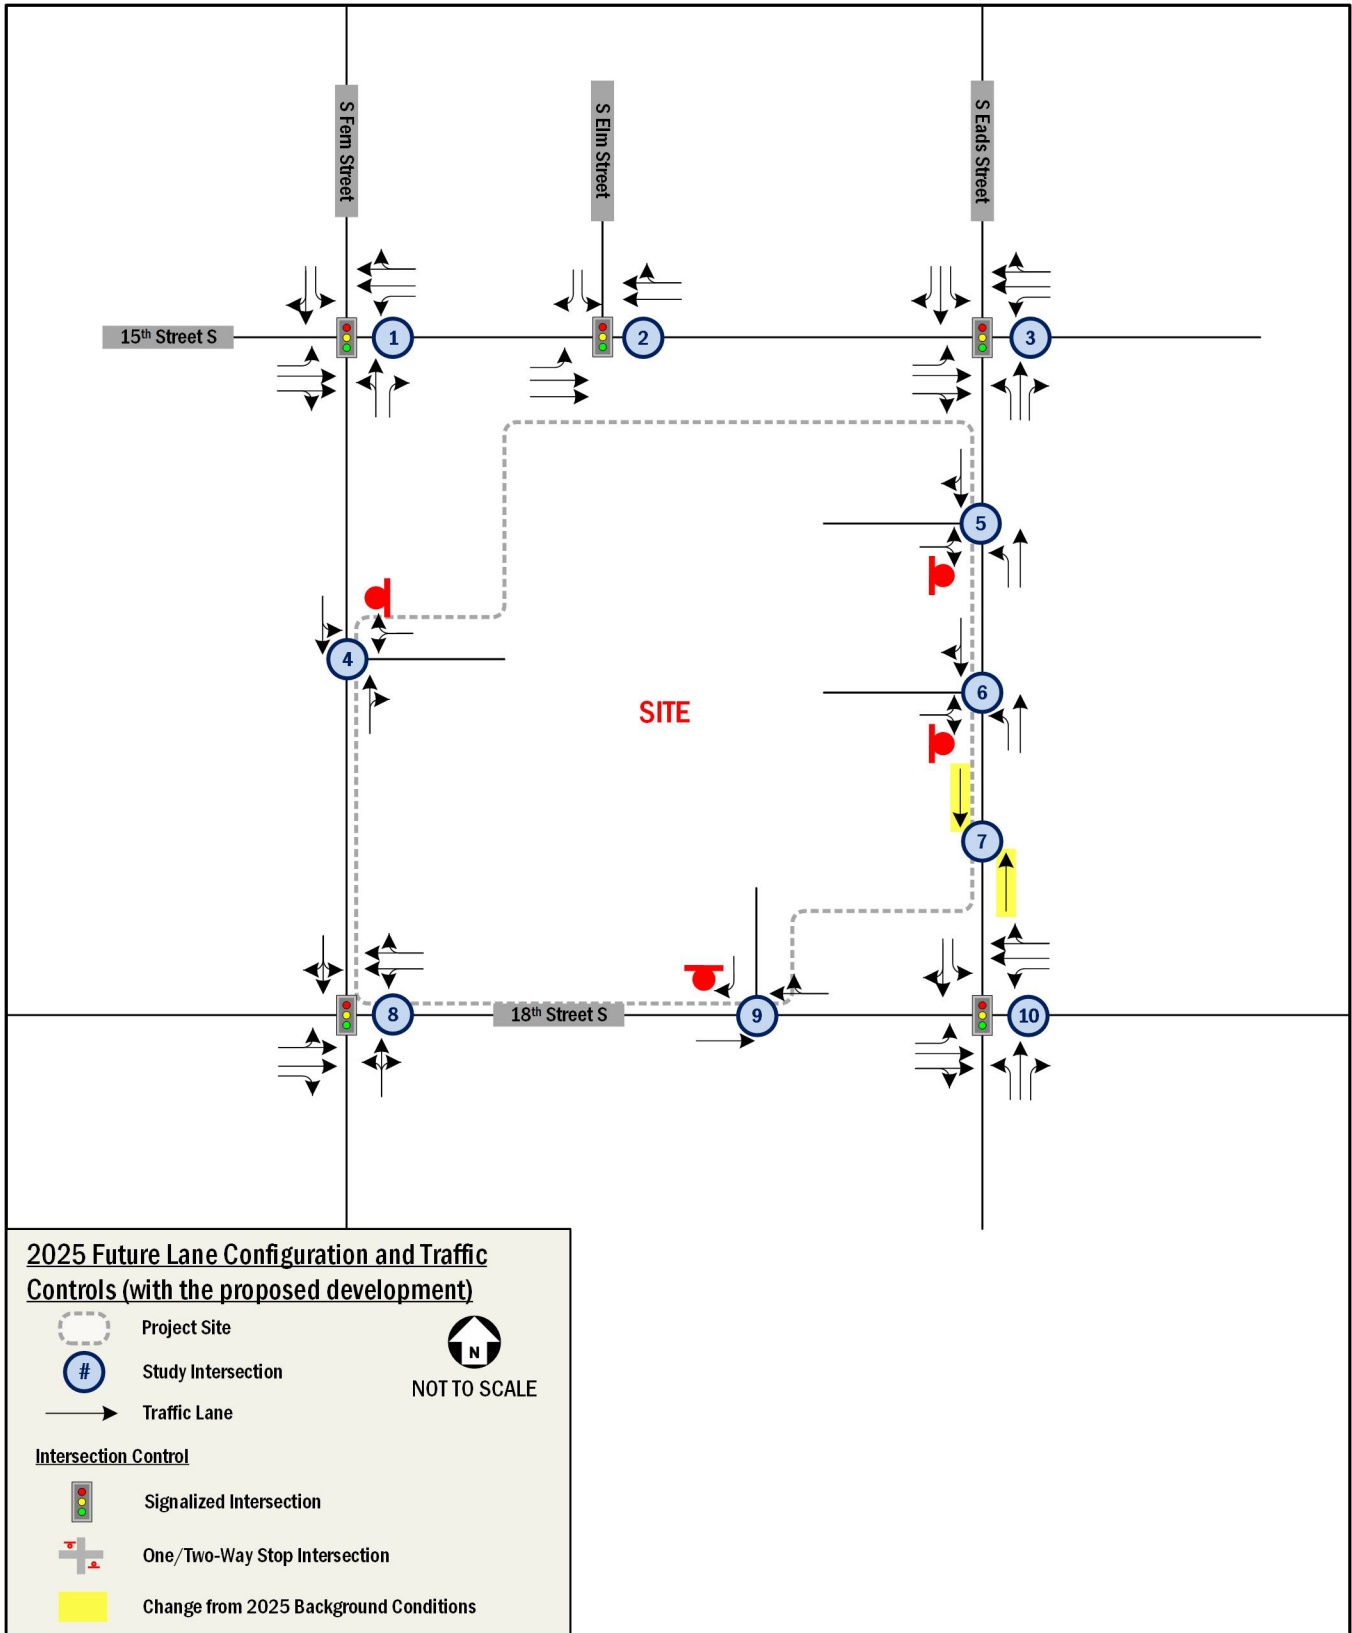 S Fern Street
S Elm Street
S Eads Street
15th Street S
1
2
3
5
4
6
SITE
7
8
18th Street S
9
10
2025 Future Lane Configuration and Traffic
Controls (with the proposed development)
Project Site
# Study Intersection
N
NOT TO SCALE
Traffic Lane
Intersection Control
Signalized Intersection
One/Two-Way Stop Intersection
Change from 2025 Background Conditions